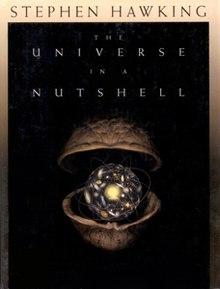 STEPHEN HAWKING
THE
UNIVERSE
IN A
NUTSHELL